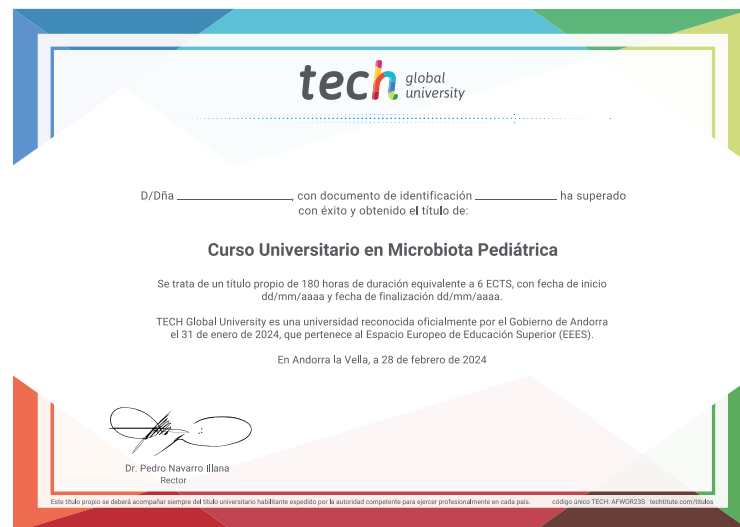 tech global university
D/Dña ______________, con documento de identificación ______________ ha superado
con éxito y obtenido el título de:
Curso Universitario en Microbiota Pediátrica
Se trata de un título propio de 180 horas de duración equivalente a 6 ECTS, con fecha de inicio
dd/mm/aaaa y fecha de finalización dd/mm/aaaa.
TECH Global University es una universidad reconocida oficialmente por el Gobierno de Andorra
el 31 de enero de 2024, que pertenece al Espacio Europeo de Educación Superior (EEES).
En Andorra la Vella, a 28 de febrero de 2024
Dr. Pedro Navarro Illana
Rector
Este título propio se deberá acompañar siempre del título universitario habilitante expedido por la autoridad competente para ejercer profesionalmente en cada país. código único TECH: AFWOR23S techtitute.com/titulos